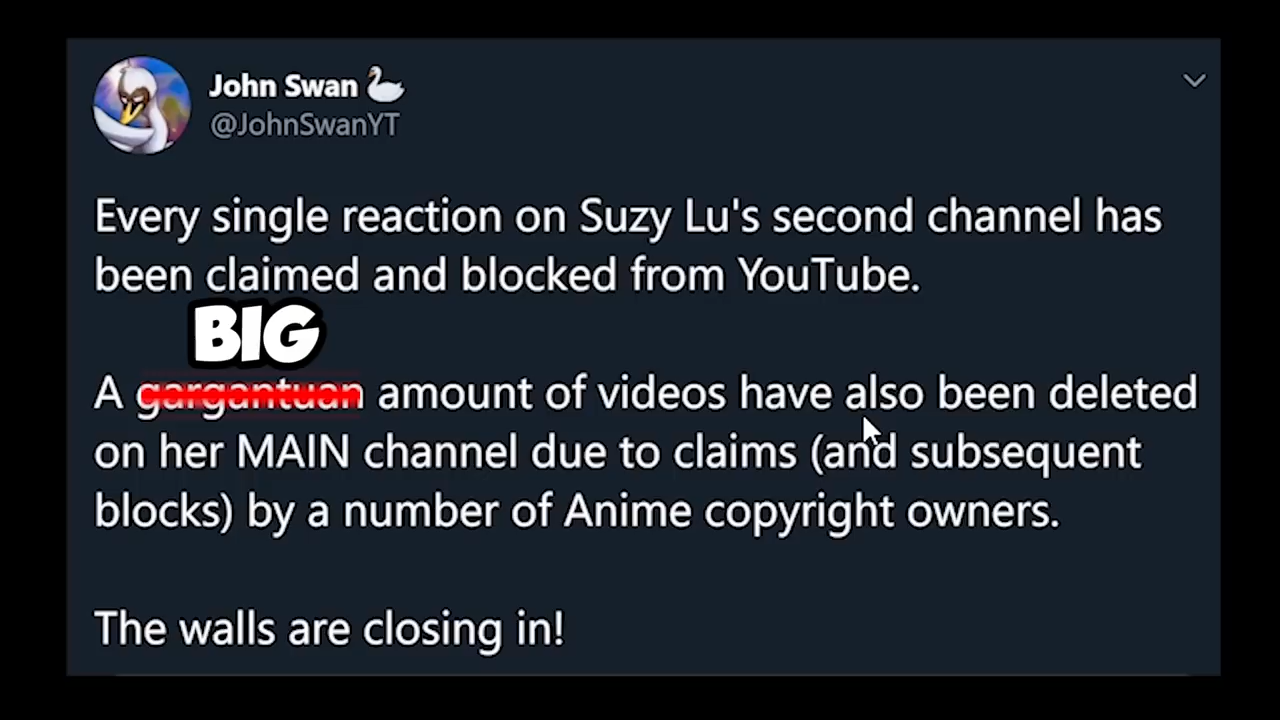 John Swan 🦢
@JohnSwanYT
Every single reaction on Suzy Lu's second channel has
been claimed and blocked from YouTube.
BIG
A gargantuan amount of videos have also been deleted
on her MAIN channel due to claims (and subsequent
blocks) by a number of Anime copyright owners.
The walls are closing in!